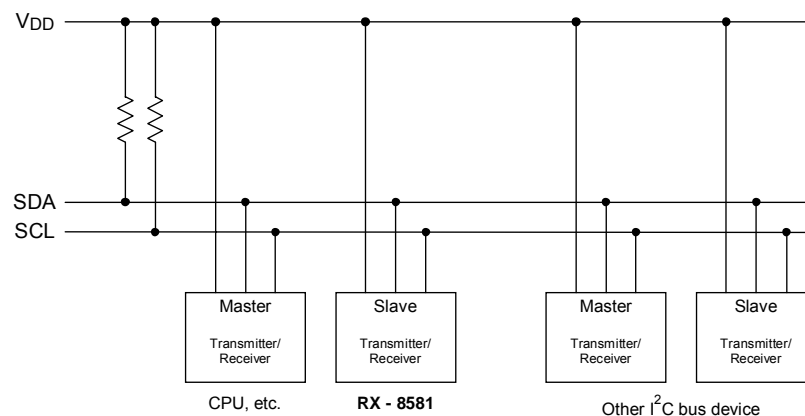 VDD
SDA
SCL
Master
Transmitter/
Receiver
Slave
Transmitter/
Receiver
Master
Transmitter/
Receiver
Slave
Transmitter/
Receiver
CPU, etc.
RX - 8581
Other I²C bus device